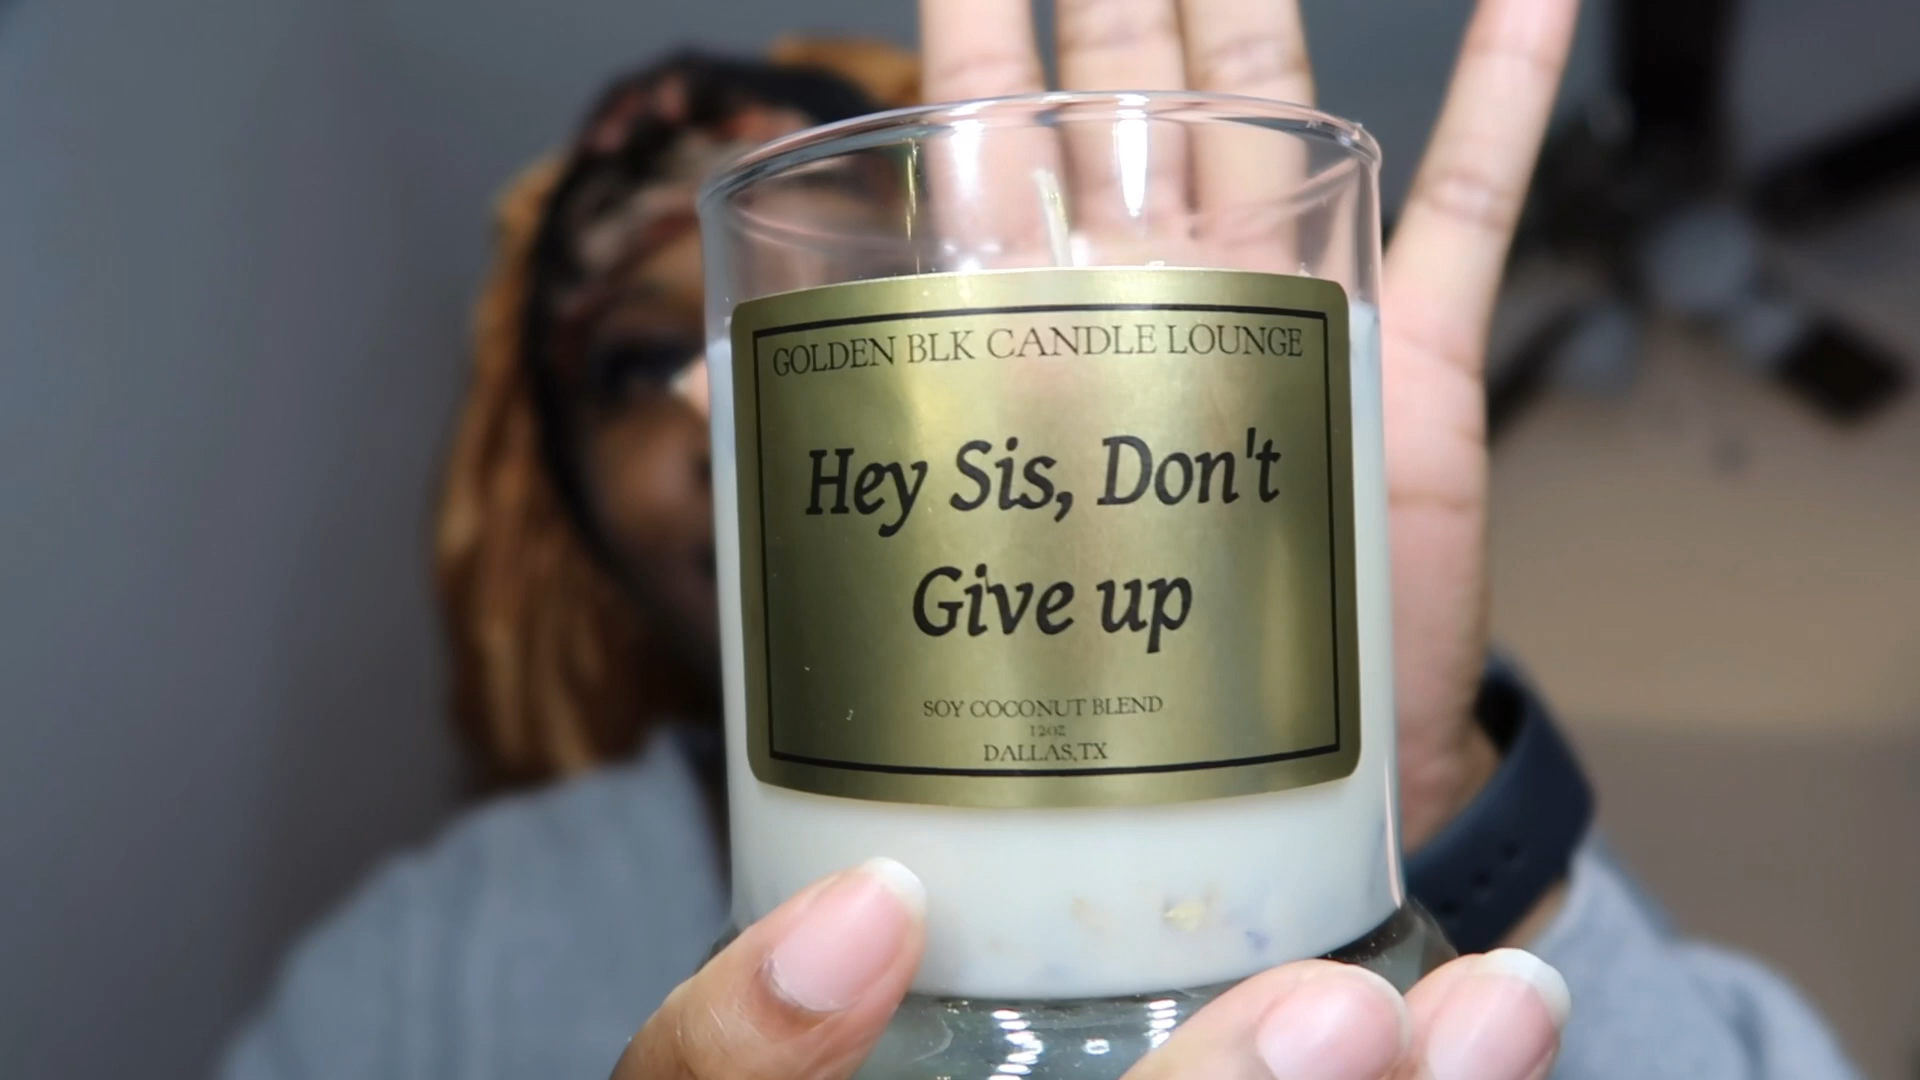 GOLDEN BLK CANDLE LOUNGE
Hey Sis, Don't
Give up
SOY COCONUT BLEND
12oz
DALLAS,TX